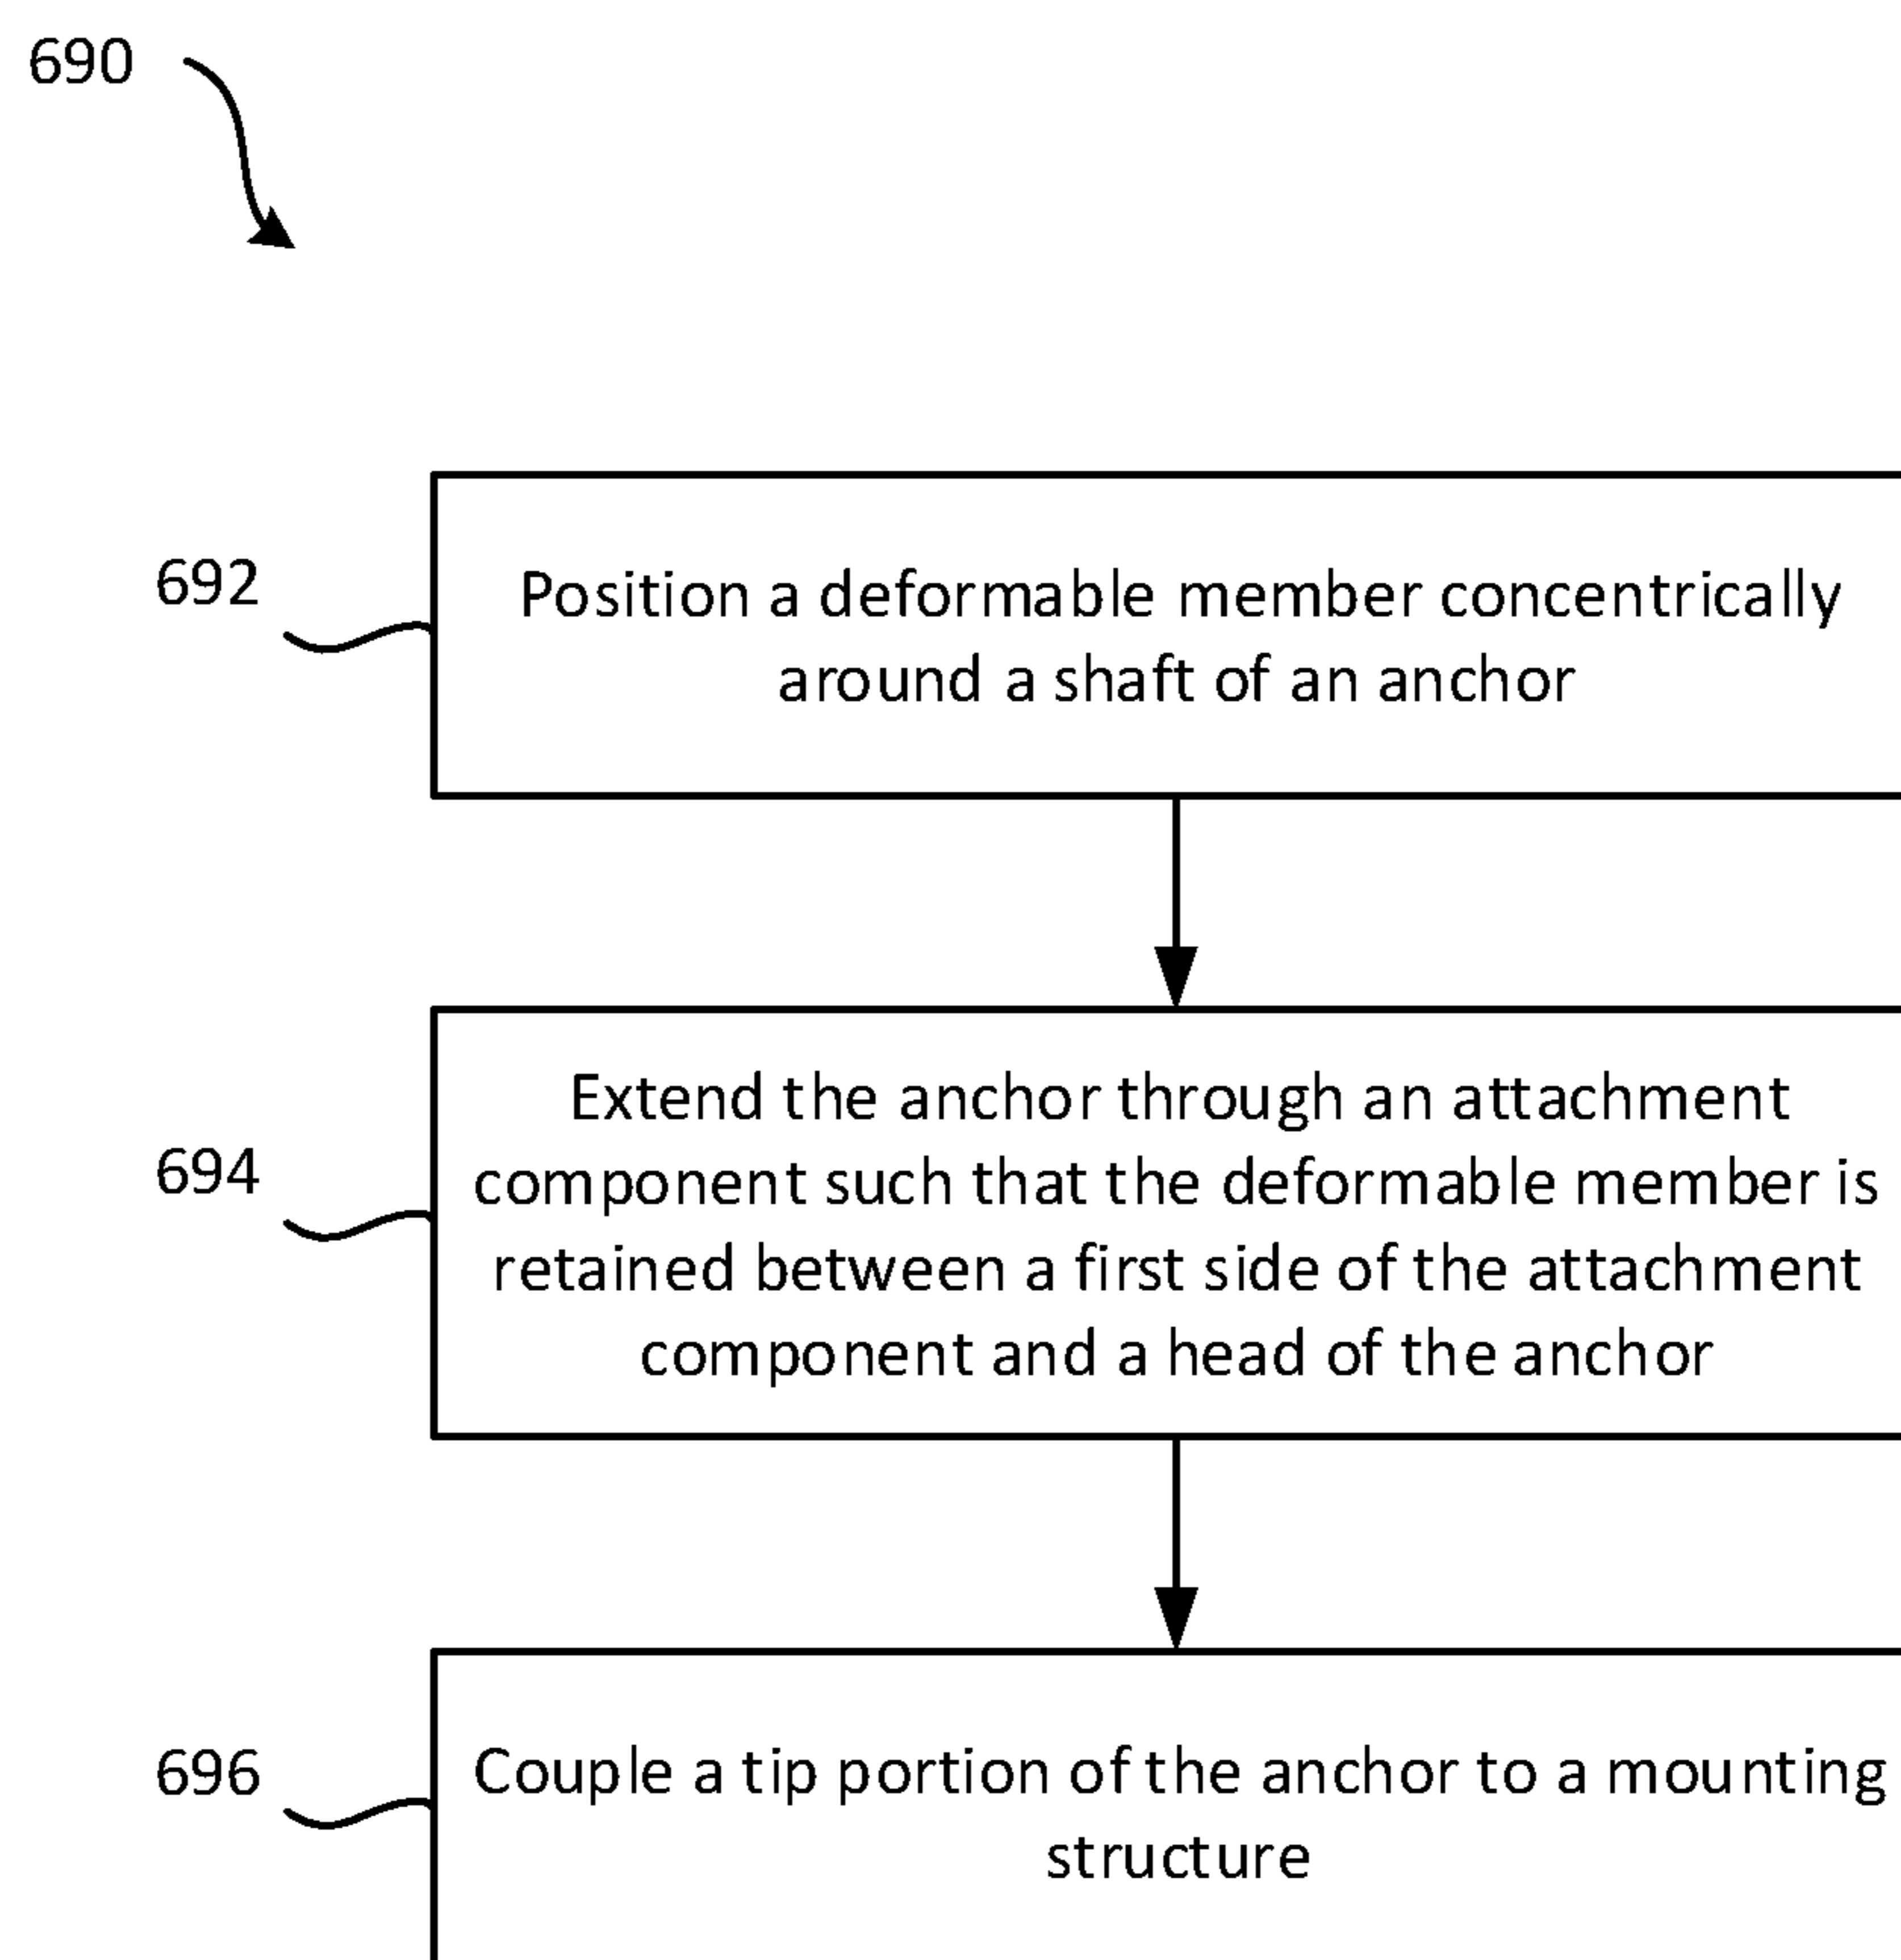 690
692
Position a deformable member concentrically
around a shaft of an anchor
694
Extend the anchor through an attachment
component such that the deformable member is
retained between a first side of the attachment
component and a head of the anchor
696
Couple a tip portion of the anchor to a mounting
structure